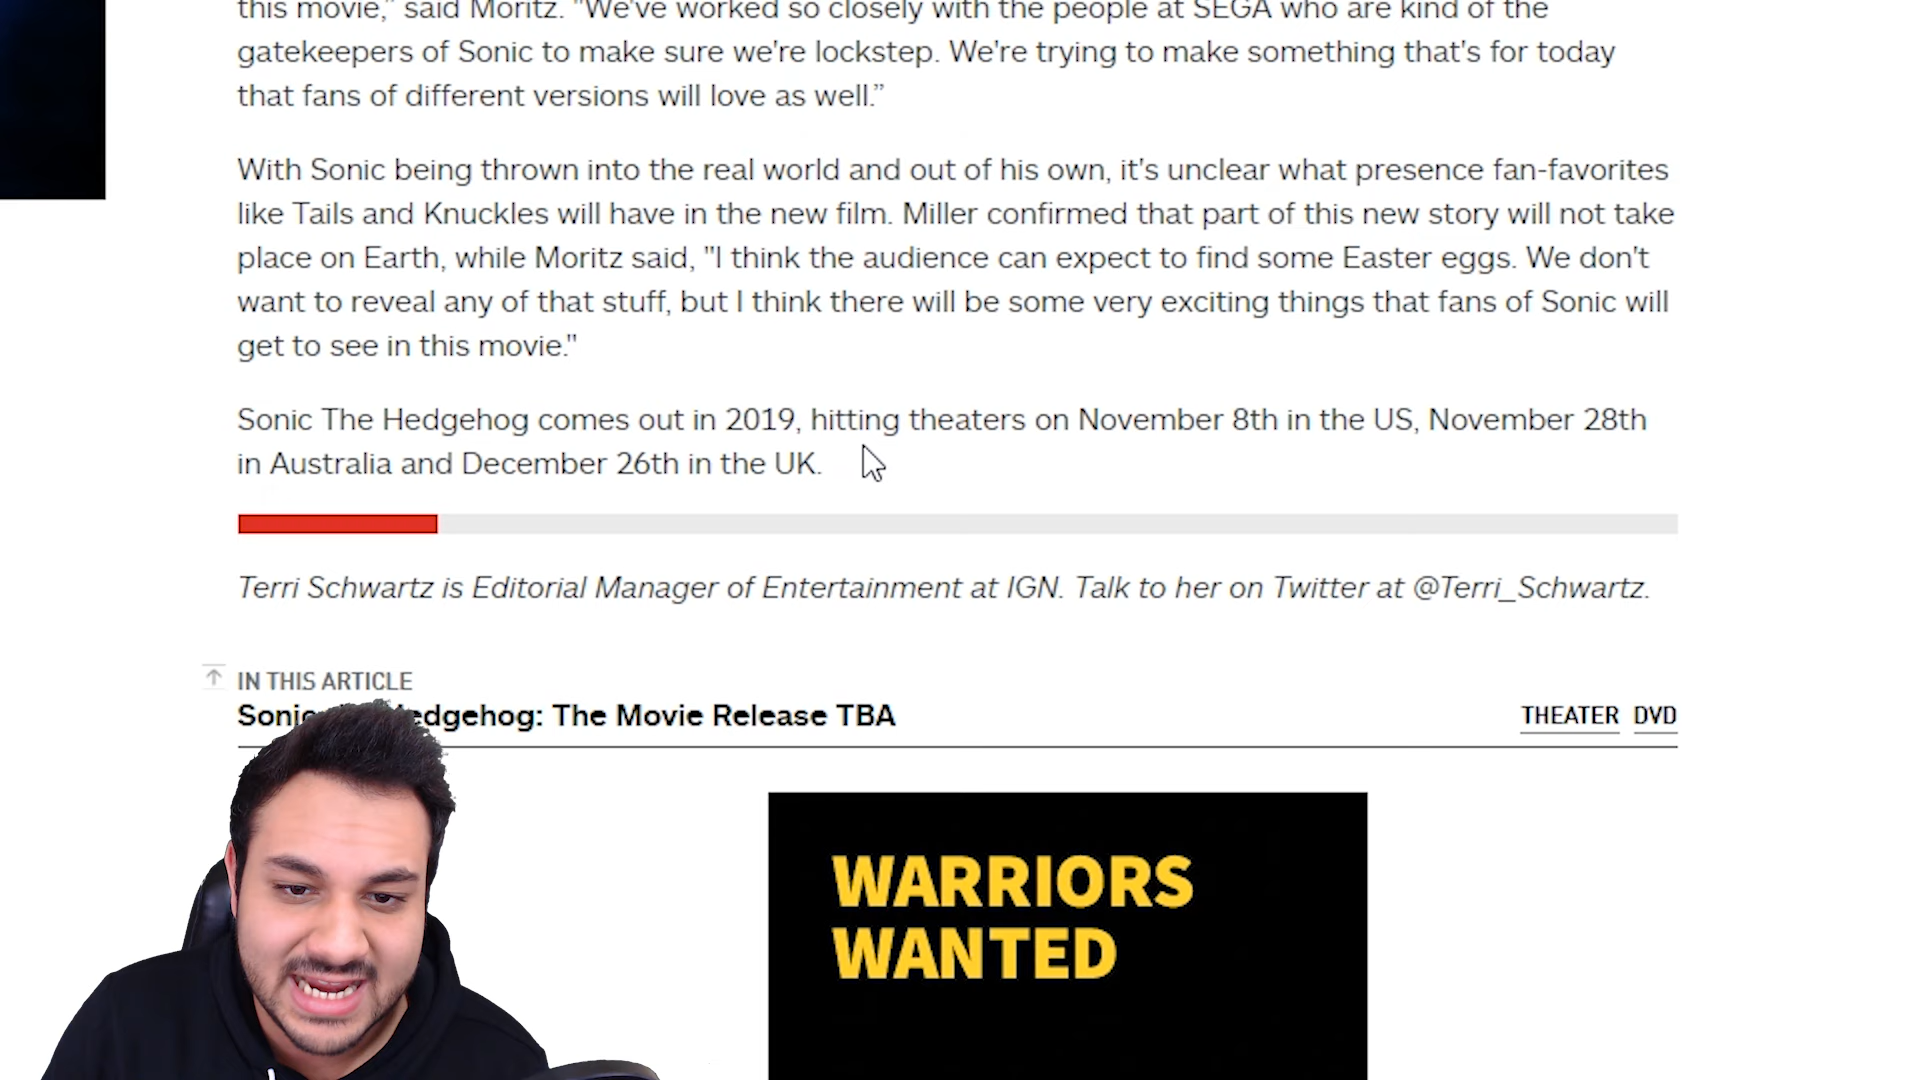 this movie," said Moritz. "We've worked so closely with the people at SEGA who are kind of the
gatekeepers of Sonic to make sure we're lockstep. We're trying to make something that's for today
that fans of different versions will love as well.”
With Sonic being thrown into the real world and out of his own, it's unclear what presence fan-favorites
like Tails and Knuckles will have in the new film. Miller confirmed that part of this new story will not take
place on Earth, while Moritz said, "I think the audience can expect to find some Easter eggs. We don't
want to reveal any of that stuff, but I think there will be some very exciting things that fans of Sonic will
get to see in this movie."
Sonic The Hedgehog comes out in 2019, hitting theaters on November 8th in the US, November 28th
in Australia and December 26th in the UK.
Terri Schwartz is Editorial Manager of Entertainment at IGN. Talk to her on Twitter at @Terri_Schwartz.
IN THIS ARTICLE
Sonic edgehog: The Movie Release TBA THEATER DVD
WARRIORS
WANTED